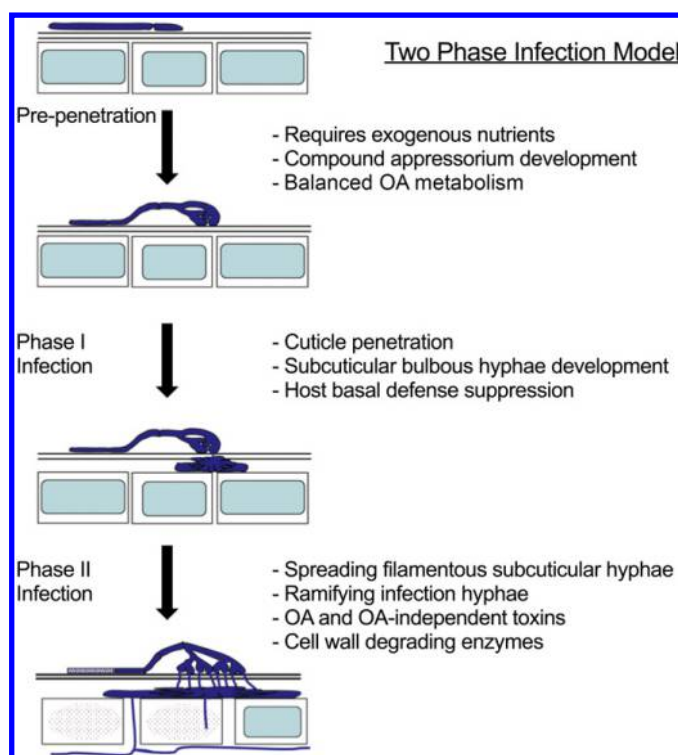 Two Phase Infection Model
Pre-penetration
- Requires exogenous nutrients
- Compound appressorium development
- Balanced OA metabolism
Phase I
Infection
- Cuticle penetration
- Subcuticular bulbous hyphae development
- Host basal defense suppression
Phase II
Infection
- Spreading filamentous subcuticular hyphae
- Ramifying infection hyphae
- OA and OA-independent toxins
- Cell wall degrading enzymes